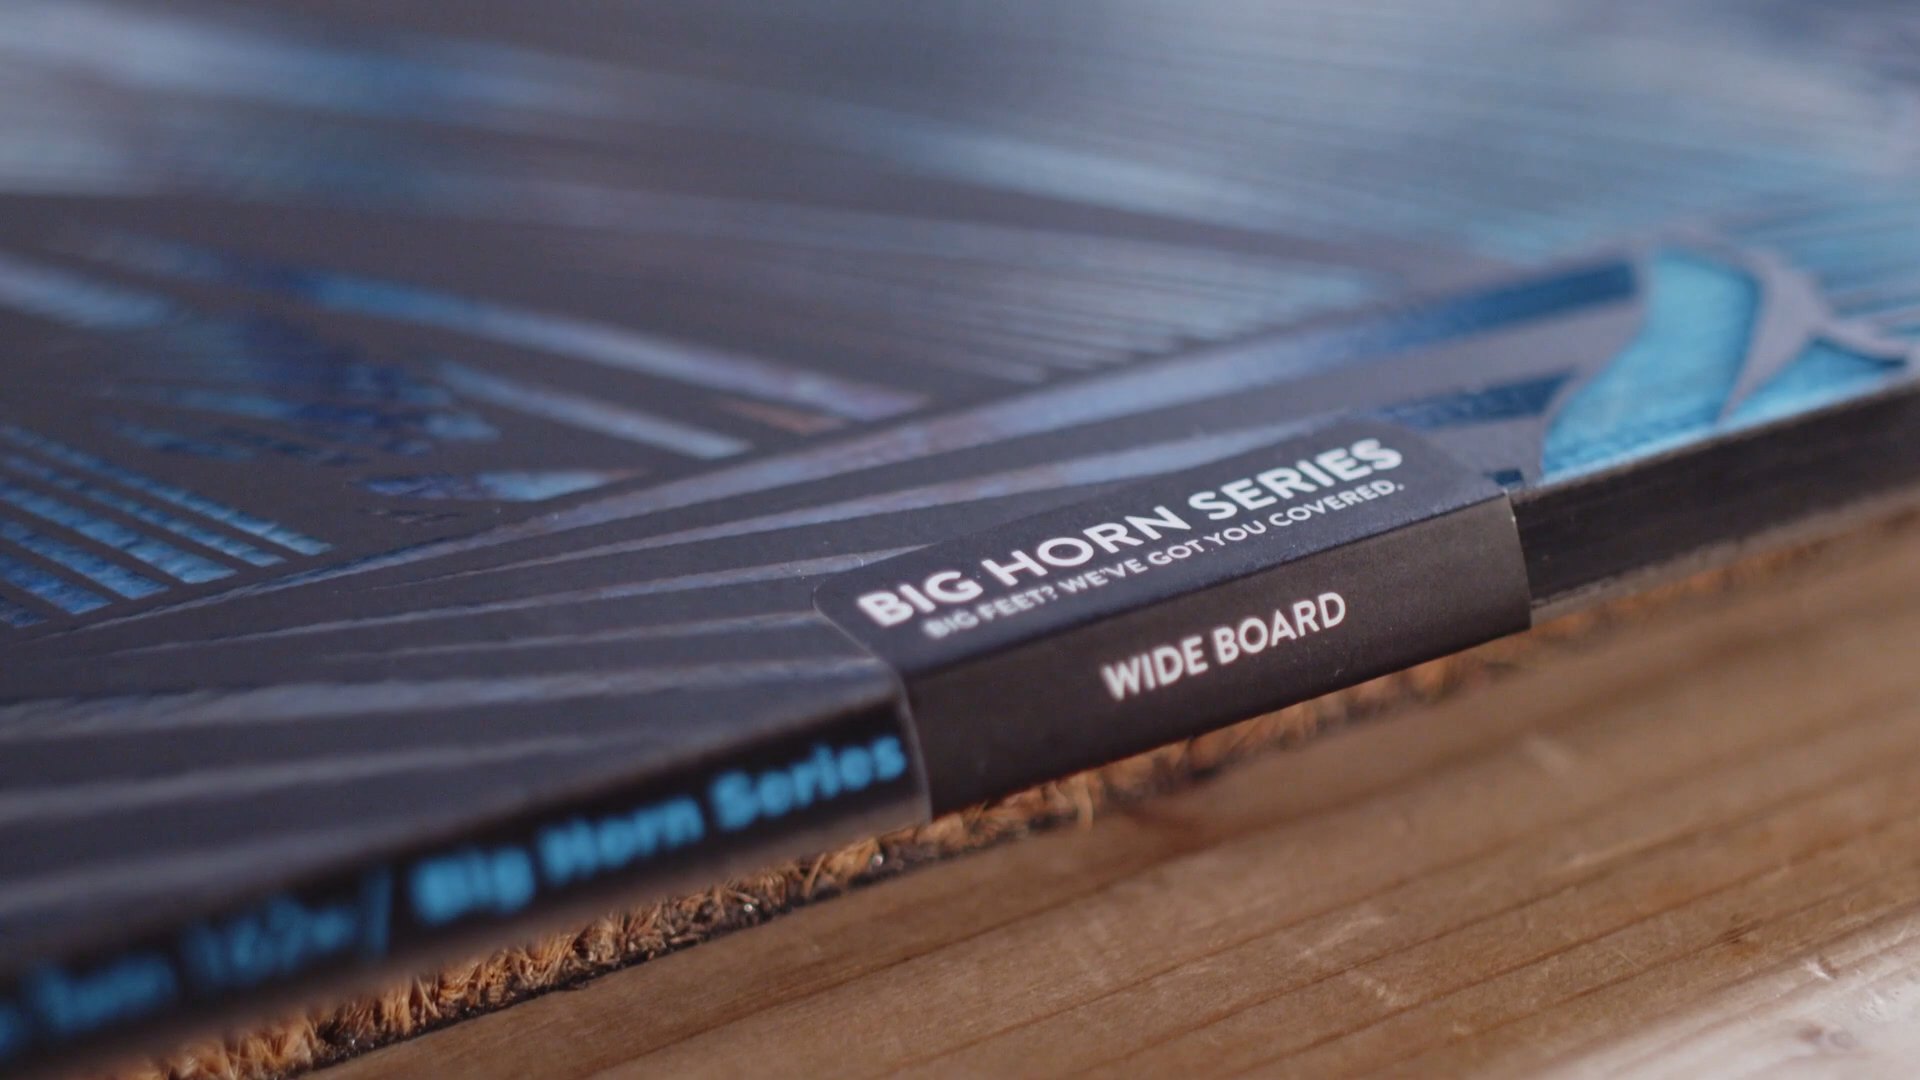 BIG HORN SERIES
BIG FEET? WE'VE GOT YOU COVERED.
WIDE BOARD
Big Horn Series